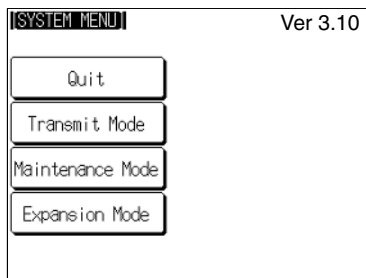 [SYSTEM MENU]
Ver 3.10
Quit
Transmit Mode
Maintenance Mode
Expansion Mode